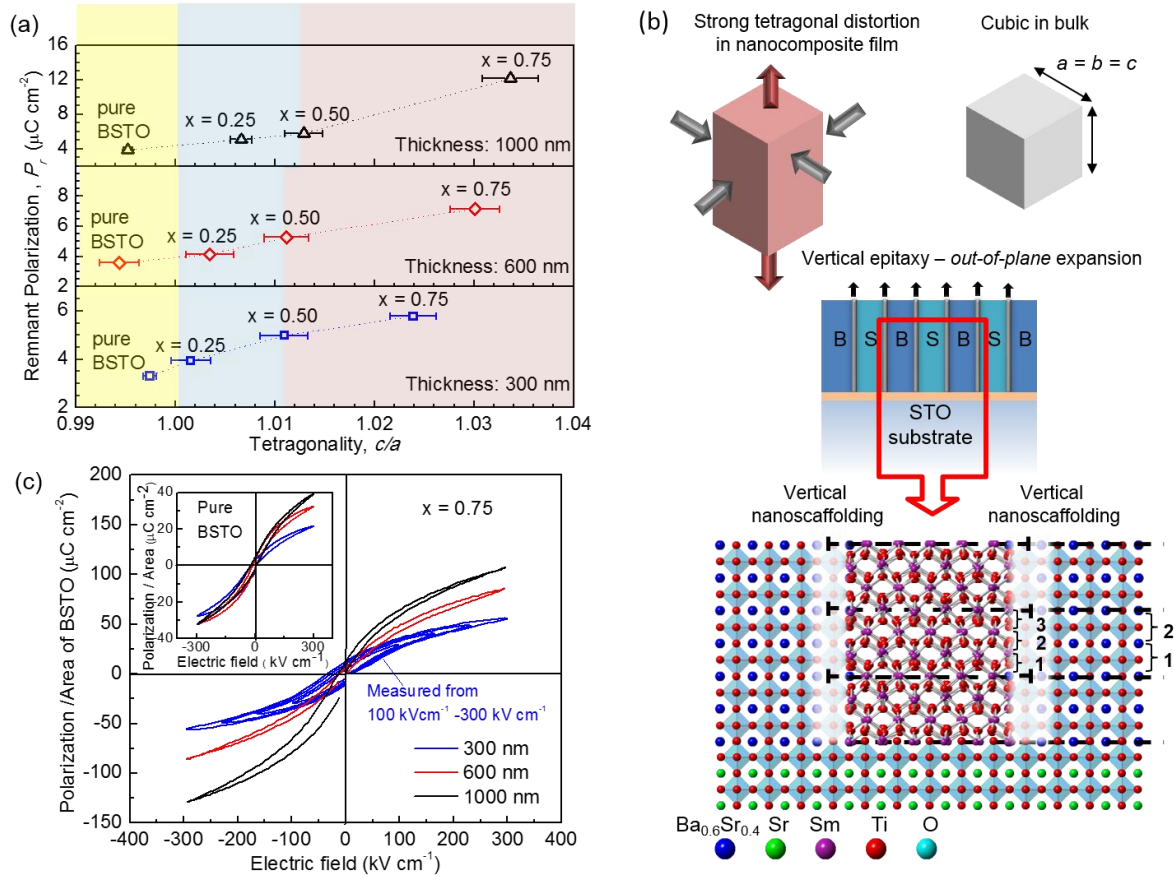 (a)
Remnant Polarization, Pr (μC cm⁻²)
16
12
8
4
pure
BSTO
x = 0.25
x = 0.50
x = 0.75
Thickness: 1000 nm
8
6
4
2
pure
BSTO
x = 0.25
x = 0.50
x = 0.75
Thickness: 600 nm
6
4
2
pure
BSTO
x = 0.25
x = 0.50
x = 0.75
Thickness: 300 nm
0.99 1.00 1.01 1.02 1.03 1.04
Tetragonality, c/a
(b)
Strong tetragonal distortion
in nanocomposite film
Cubic in bulk
a = b = c
Vertical epitaxy – out-of-plane expansion
B S B S B S B
STO
substrate
Vertical
nanoscaffolding
Vertical
nanoscaffolding
3
2
1
2
1
Ba₀.₆Sr₀.₄ Sr Sm Ti O
(c)
Polarization /Area of BSTO (μC cm⁻²)
200
150
100
50
0
-50
-100
-150
-400 -300 -200 -100 0 100 200 300 400
Electric field (kV cm⁻¹)
x = 0.75
Measured from
100 kVcm⁻¹ -300 kV cm⁻¹
300 nm
600 nm
1000 nm
Polarization / Area (μC cm⁻2)
40
20
0
-20
-40
Pure
BSTO
-300 0 300
Electric field ( kV cm⁻¹)